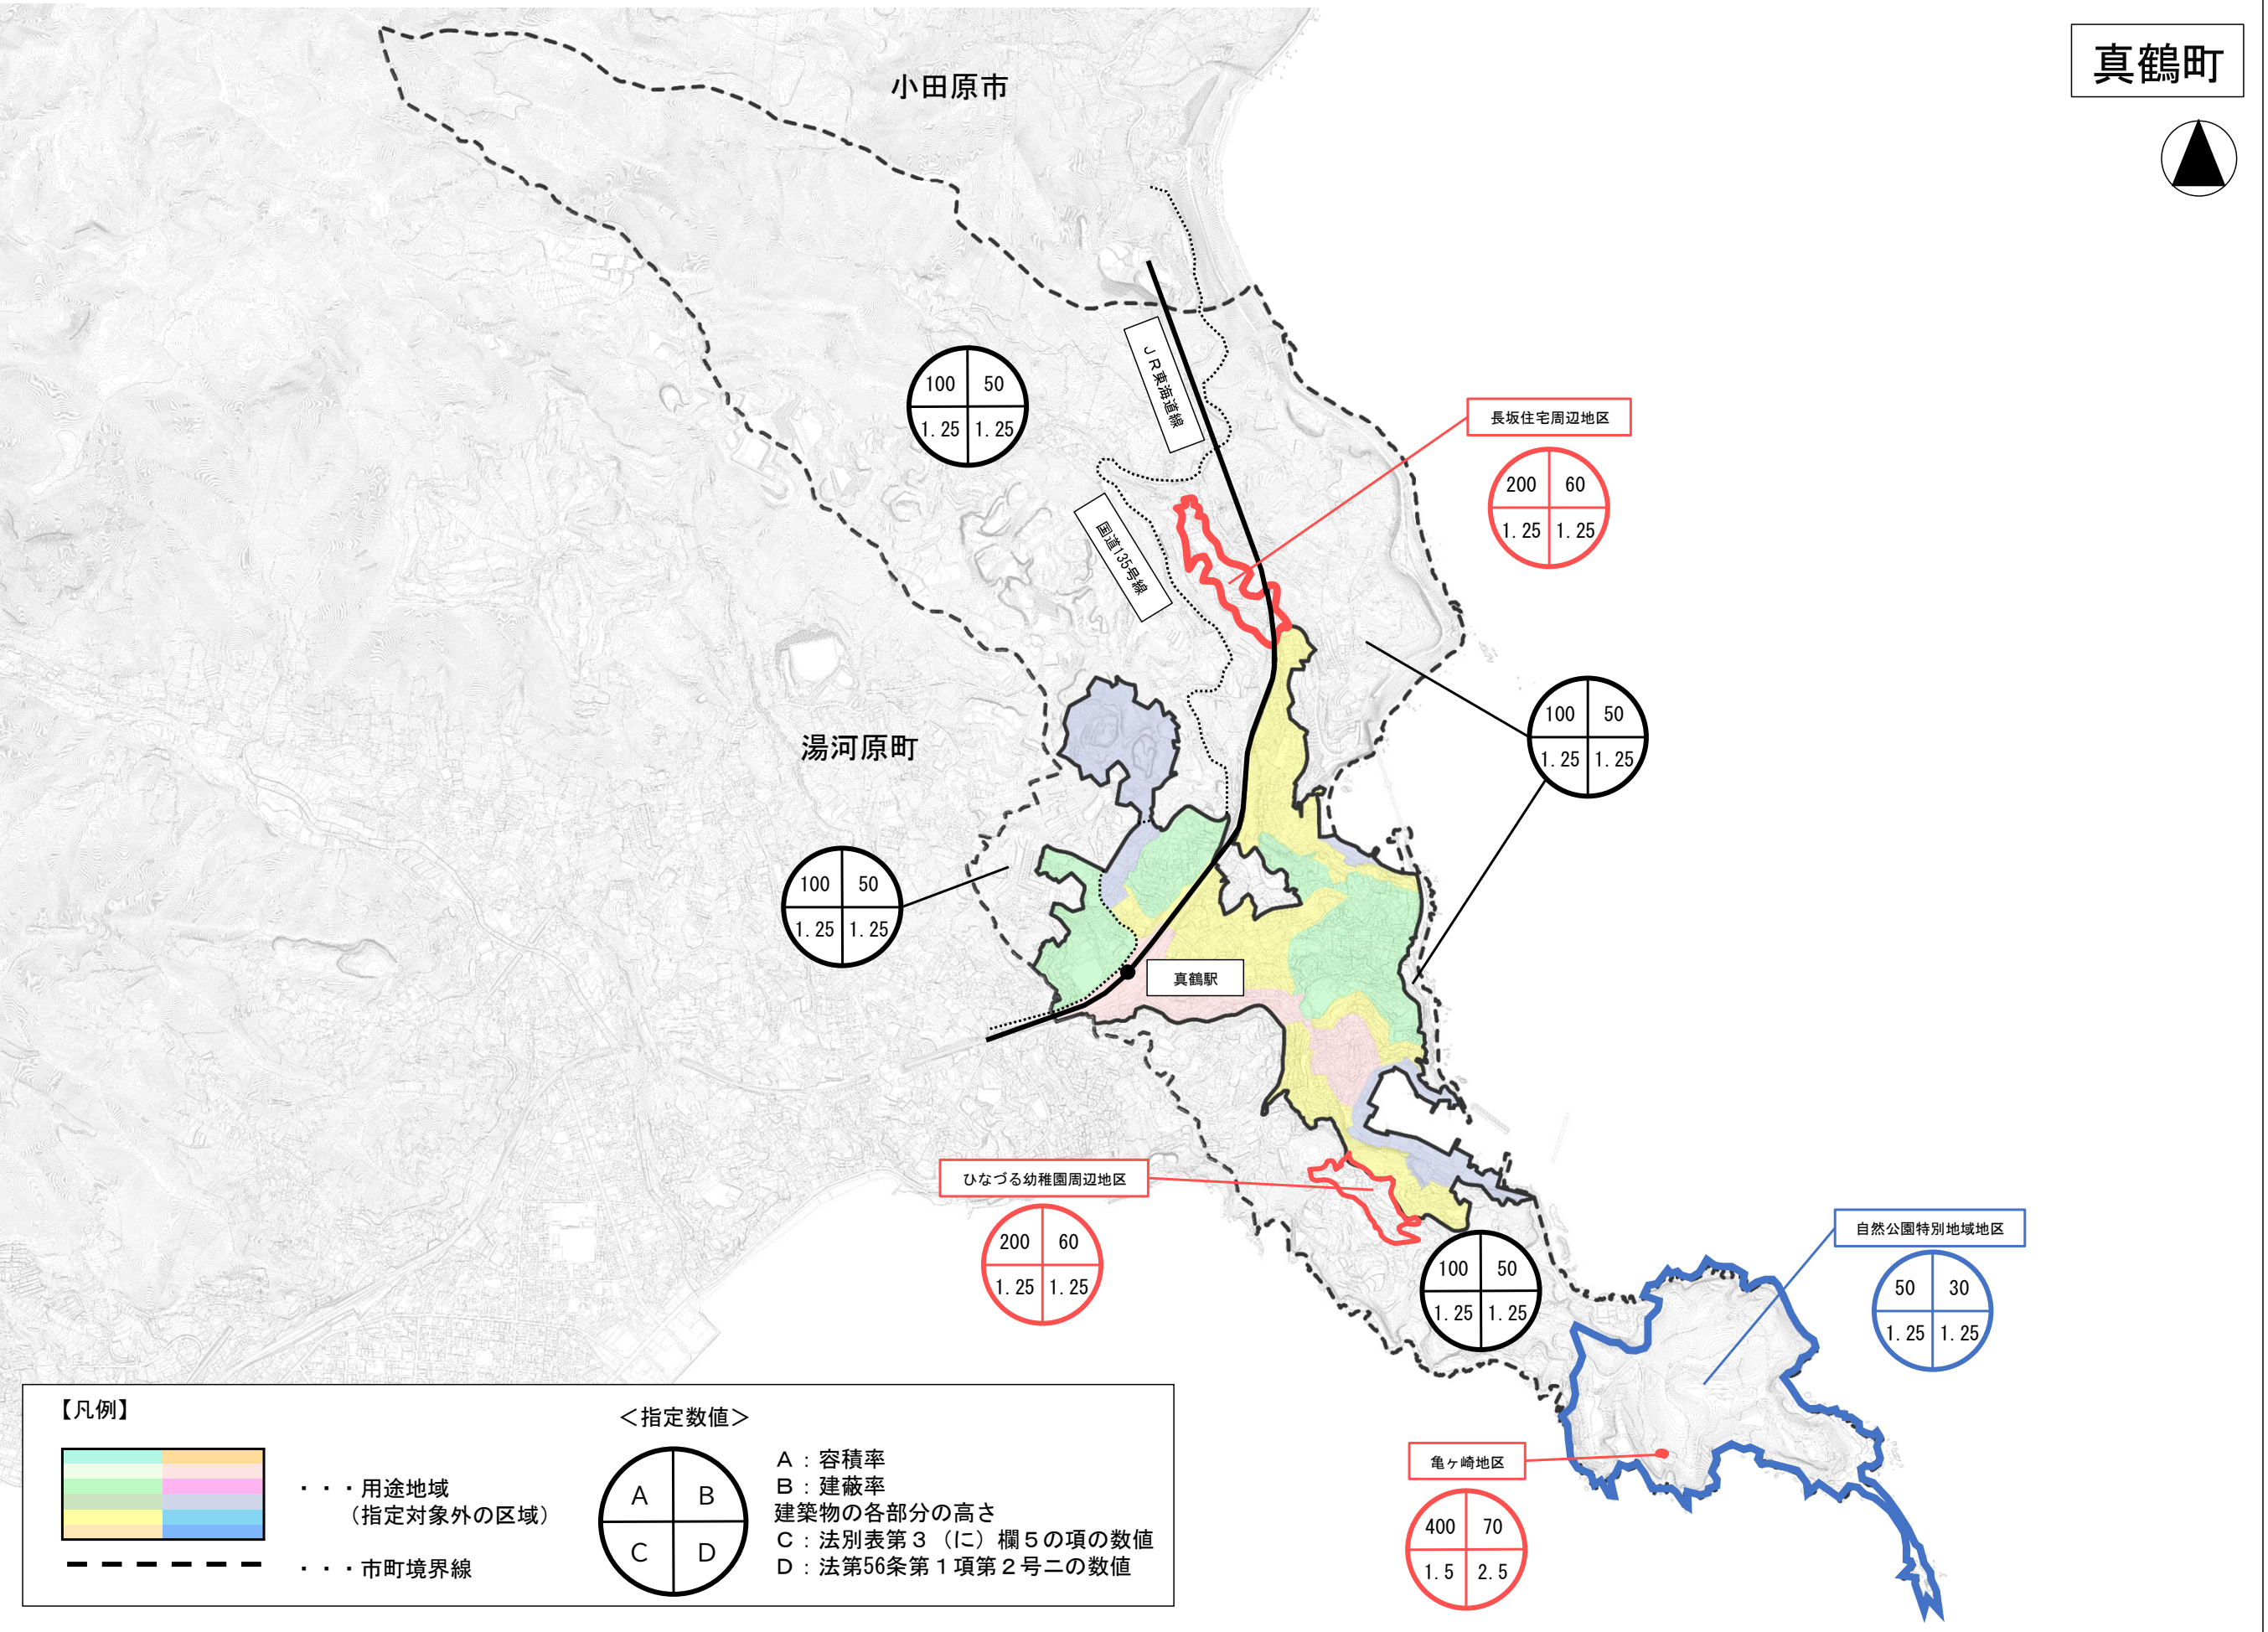 真鶴町
小田原市
100 50
1.25 1.25
JR東海道線
長坂住宅周辺地区
200 60
1.25 1.25
国道135号線
湯河原町
100 50
1.25 1.25
100 50
1.25 1.25
真鶴駅
ひなづる幼稚園周辺地区
200 60
1.25 1.25
100 50
1.25 1.25
自然公園特別地域地区
50 30
1.25 1.25
亀ヶ崎地区
400 70
1.5 2.5
【凡例】
・・・用途地域
(指定対象外の区域)
・・・市町境界線
＜指定数値＞
A B
C D
A：容積率
B：建蔽率
建築物の各部分の高さ
C：法別表第３（に）欄５の項の数値
D：法第56条第１項第２号ニの数値